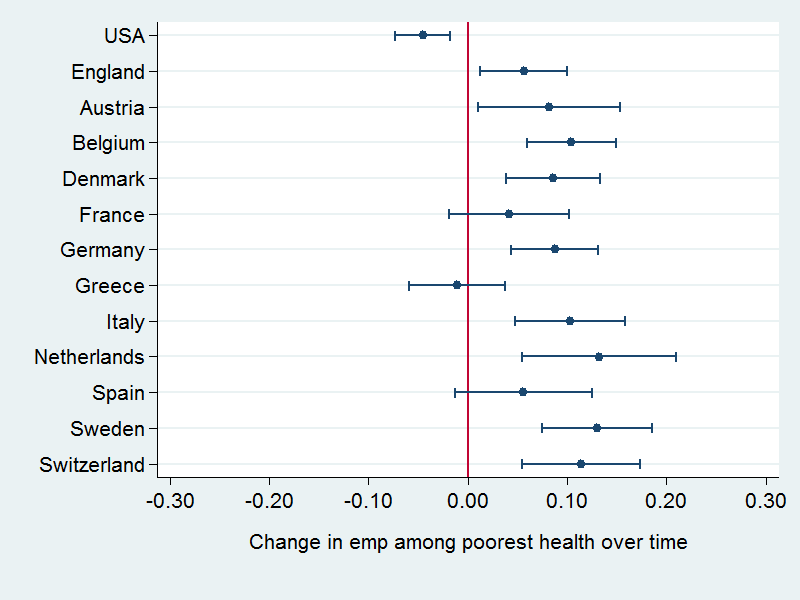 USA
England
Austria
Belgium
Denmark
France
Germany
Greece
Italy
Netherlands
Spain
Sweden
Switzerland
-0.30 -0.20 -0.10 0.00 0.10 0.20 0.30
Change in emp among poorest health over time